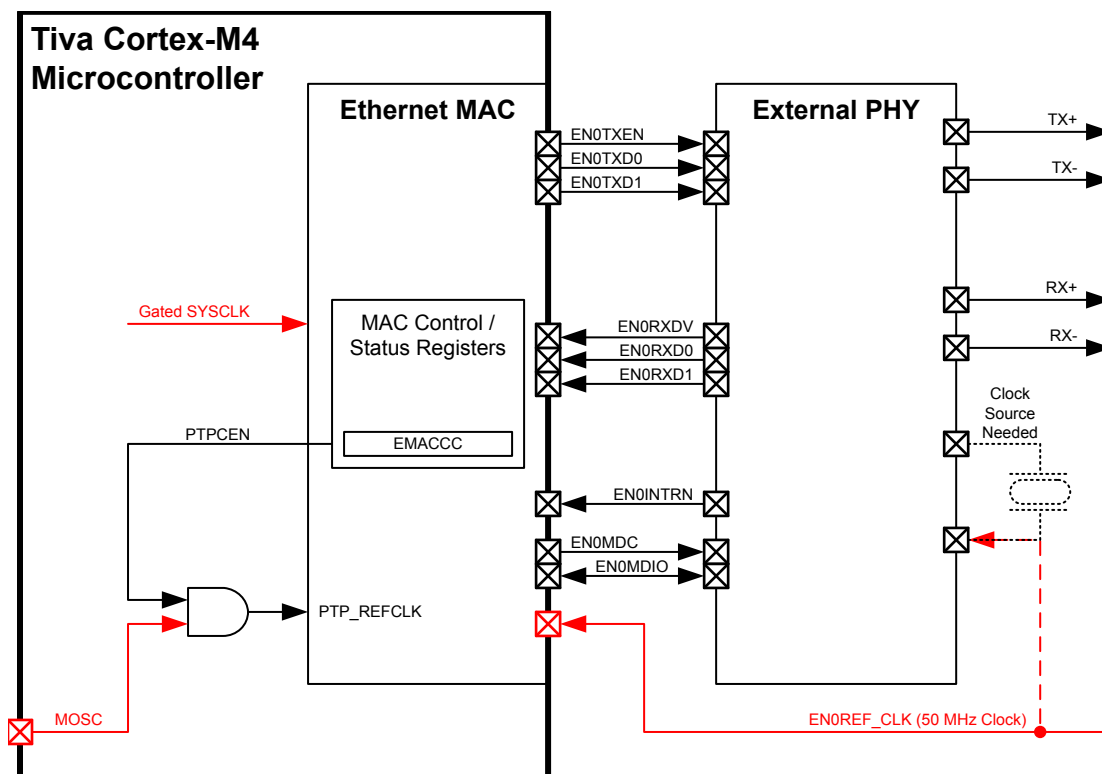 Tiva Cortex-M4
Microcontroller
Ethernet MAC
External PHY
EN0TXEN
EN0TXD0
EN0TXD1
TX+
TX-
Gated SYSCLK
MAC Control /
Status Registers
EN0RXDV
EN0RXD0
EN0RXD1
RX+
RX-
Clock
Source
Needed
PTPCEN
EMACCC
EN0INTRN
EN0MDC
EN0MDIO
PTP_REFCLK
MOSC
EN0REF_CLK (50 MHz Clock)